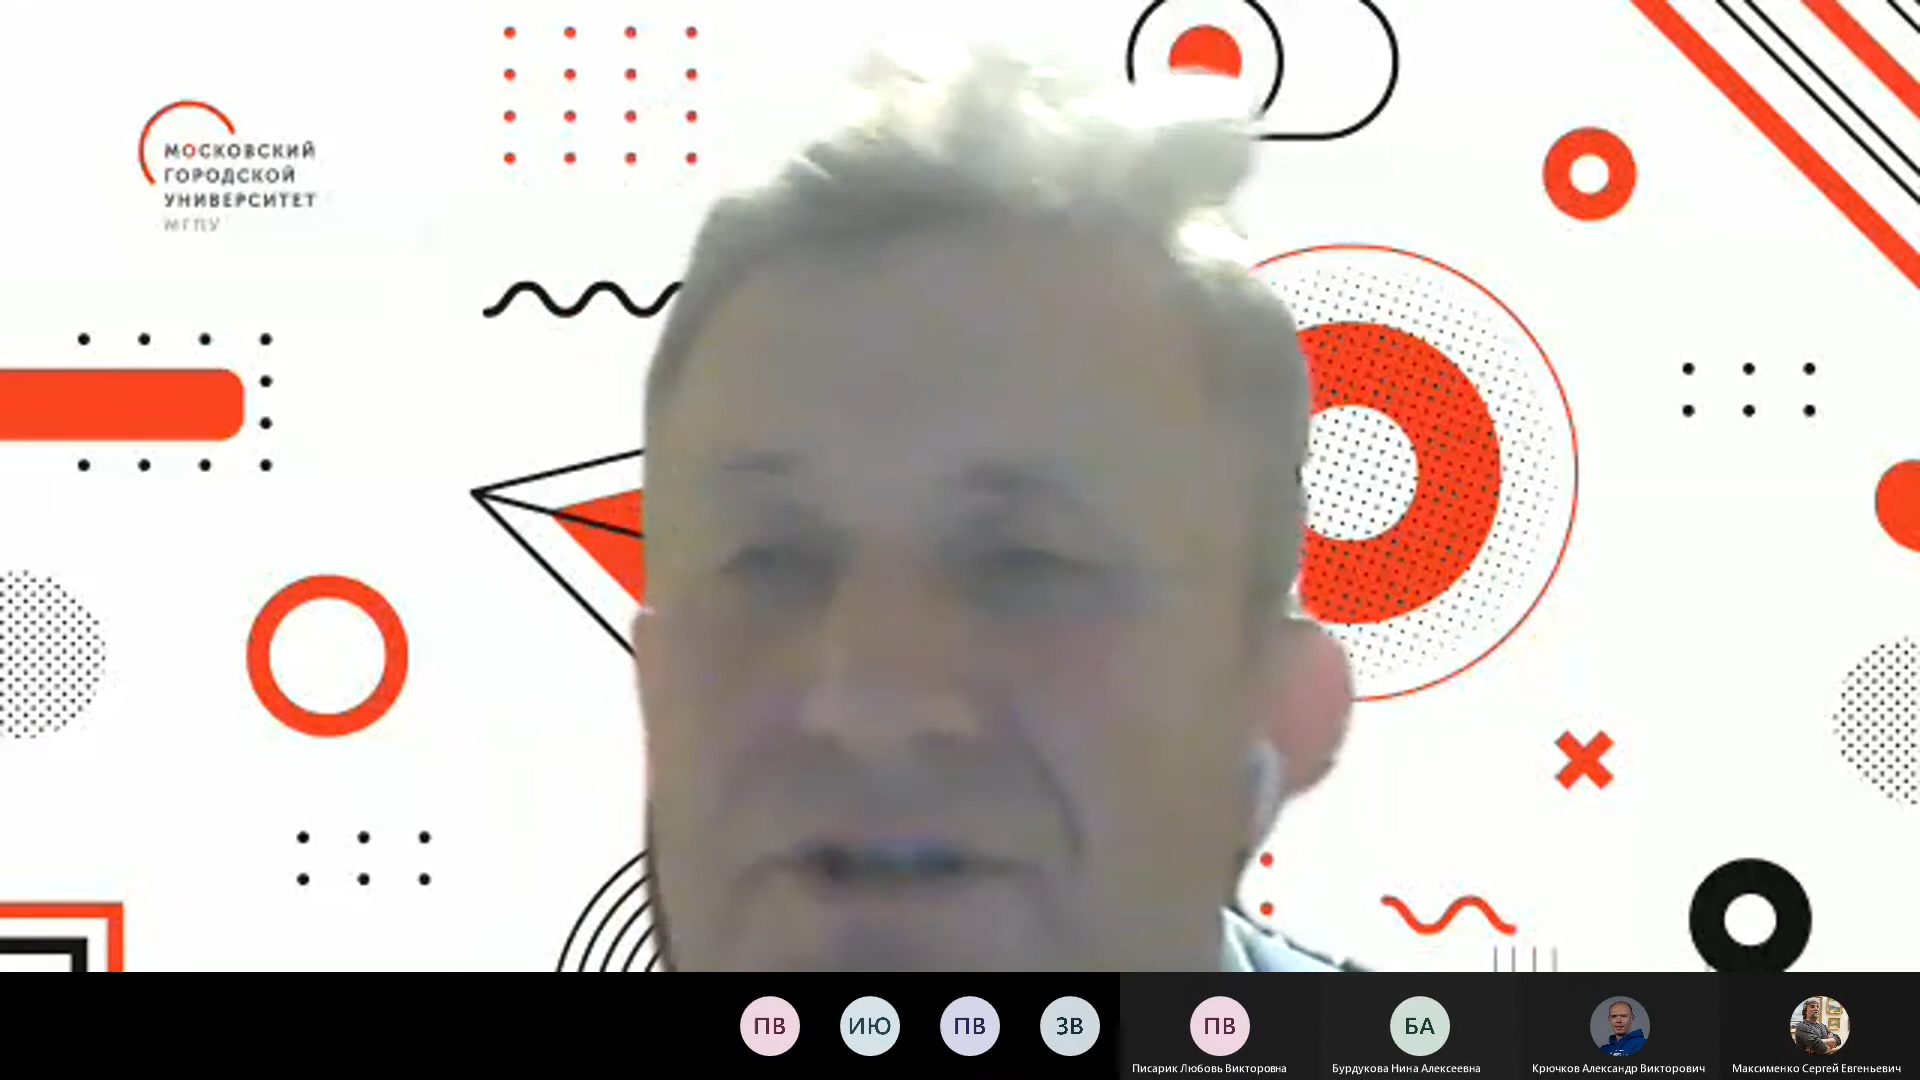 МОСКОВСКИЙ
ГОРОДСКОЙ
УНИВЕРСИТЕТ
МГПУ
ПВ
ИЮ
ПВ
ЗВ
ПВ
БА
Писарик Любовь Викторовна
Бурдукова Нина Алексеевна
Крючков Александр Викторович
Максименко Сергей Евгеньевич